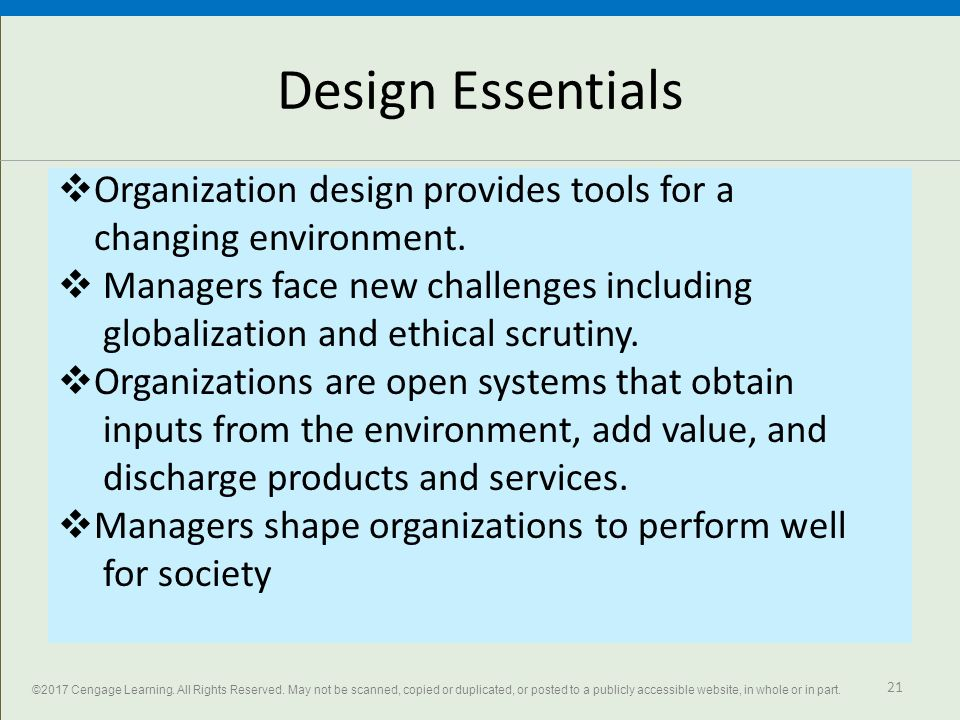 Design Essentials
❖Organization design provides tools for a
changing environment.
❖ Managers face new challenges including
globalization and ethical scrutiny.
❖Organizations are open systems that obtain
inputs from the environment, add value, and
discharge products and services.
❖Managers shape organizations to perform well
for society
©2017 Cengage Learning. All Rights Reserved. May not be scanned, copied or duplicated, or posted to a publicly accessible website, in whole or in part.
21